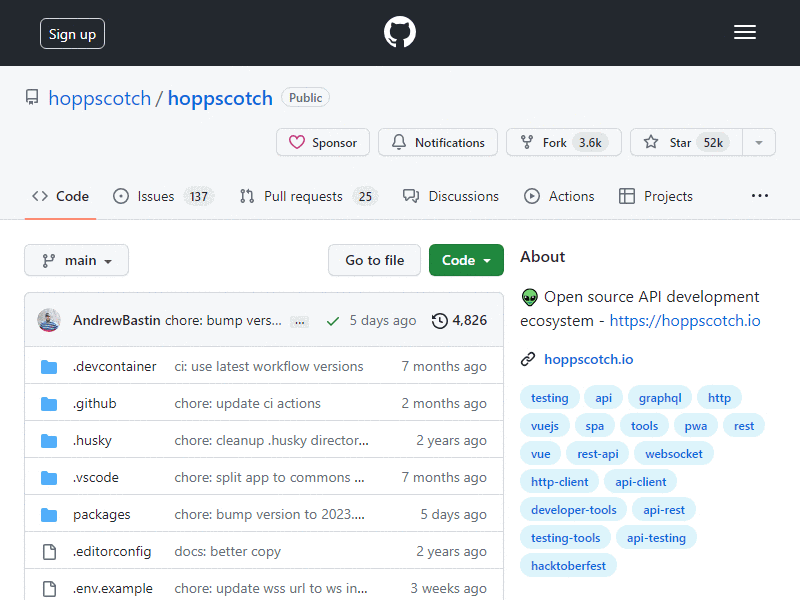 Sign up
hoppscotch / hoppscotch Public
Sponsor Notifications Fork 3.6k Star 52k
Code Issues 137 Pull requests 25 Discussions Actions Projects ...
main Go to file Code
About
👽 Open source API development
ecosystem - https://hoppscotch.io
hoppscotch.io
testing api graphql http
vuejs spa tools pwa rest
vue rest-api websocket
http-client api-client
developer-tools api-rest
testing-tools api-testing
hacktoberfest
AndrewBastin chore: bump vers... ... 5 days ago 4,826
.devcontainer ci: use latest workflow versions 7 months ago
.github chore: update ci actions 2 months ago
.husky chore: cleanup .husky director... 2 years ago
.vscode chore: split app to commons ... 7 months ago
packages chore: bump version to 2023.... 5 days ago
.editorconfig docs: better copy 2 years ago
.env.example chore: update wss url to ws in... 3 weeks ago